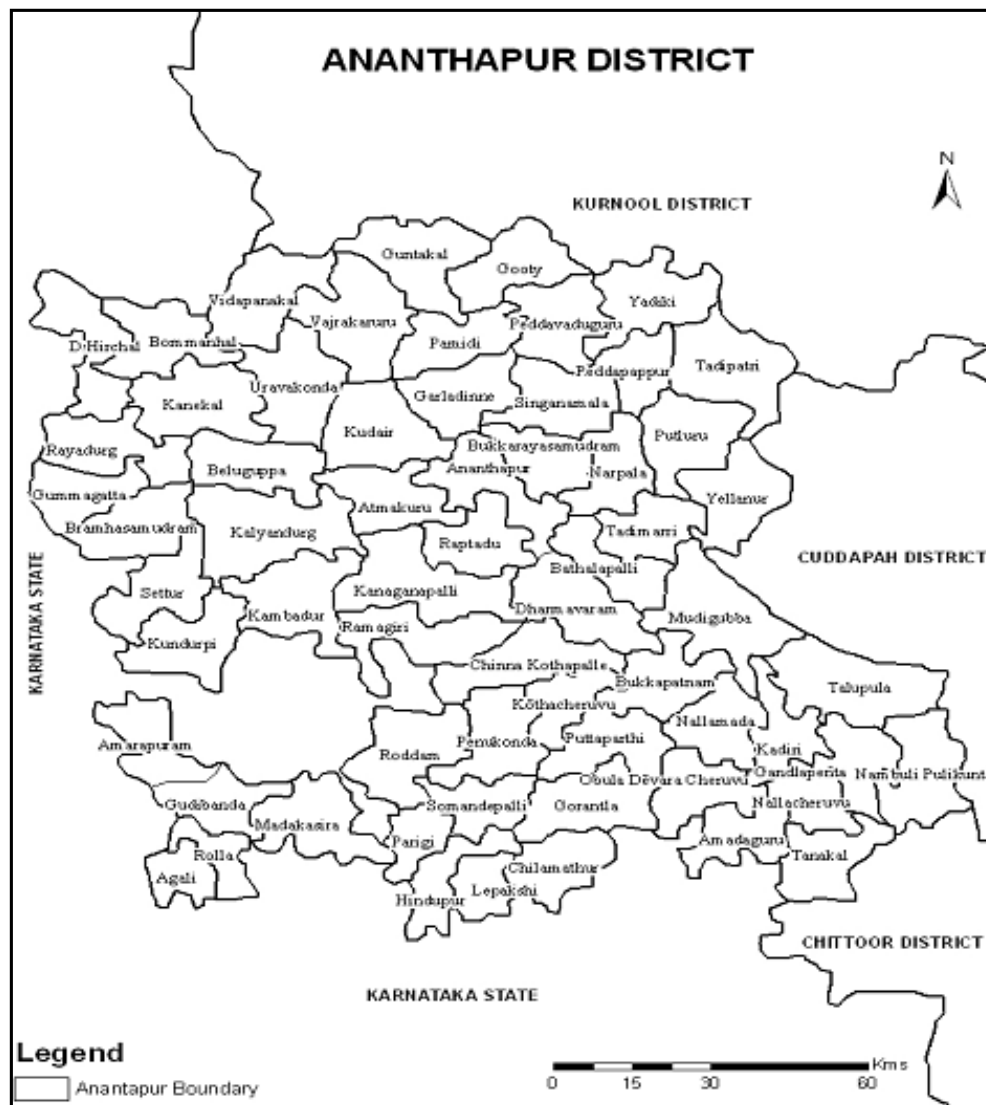 ANANTHAPUR DISTRICT
N
KURNOOL DISTRICT
Guntakal
Gooty
Vidapanakal
Yadiki
Vajrakaruru
Peddavaduguru
D.Hirehal
Bommanhal
Pamidi
Tadipatri
Peddapappur
Uravakonda
Garladinne
Kanekal
Singanamala
Kudair
Putluru
Rayadurg
Bukkarayasamudram
Beluguppa
Ananthapur
Narpala
Gummagatta
Yellanur
Atmakuru
Bramhasamudram
Kalyandurg
Tadimarri
Raptadu
CUDDAPAH DISTRICT
Bathalapalli
KARNATAKA STATE
Settur
Kanaganapalli
Dharmavaram
Kambadur
Mudigubba
Ramagiri
Kundurpi
Chinna Kothapalle
Bukkapatnam
Talupula
Kothacheruvu
Nallamada
Amarapuram
Roddam
Penukonda
Puttaparthi
Kadiri
Obula Devara Cheruvu
Gandlapenta
Nambuli Pulikunta
Gudibanda
Somandepalli
Gorantla
Nallacheruvu
Madakasira
Parigi
Amadaguru
Rolla
Tanakal
Agali
Chilamathur
Lepakshi
Hindupur
CHITTOOR DISTRICT
KARNATAKA STATE
Legend
Anantapur Boundary
Kms
0 15 30 60